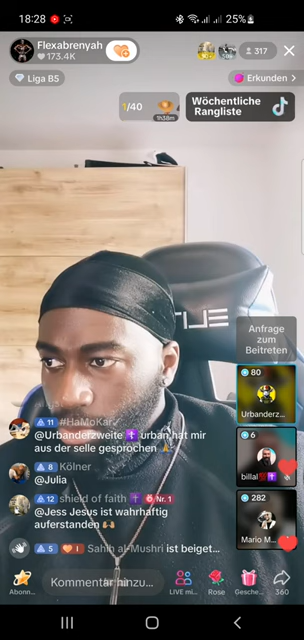 18:28
25%
Flexabrenyah
173.4K
317
Liga B5
Erkunden >
1/40
1h38m
Wöchentliche
Rangliste
Anfrage
zum
Beitreten
80
Urbanderz...
11 #HaMoKar
@Urbanderzweite ✝️ urban hat mir
aus der selle gesprochen
6
billal
8 Kölner
@Julia
12 shield of faith ✝️ Nr. 1
@Jess Jesus ist wahrhaftig
auferstanden
282
Mario M...
5 I Sahih al-Mushri ist beiget...
Abonn...
Kommentar hinzu...
LIVE mi...
Rose
Gesche...
360